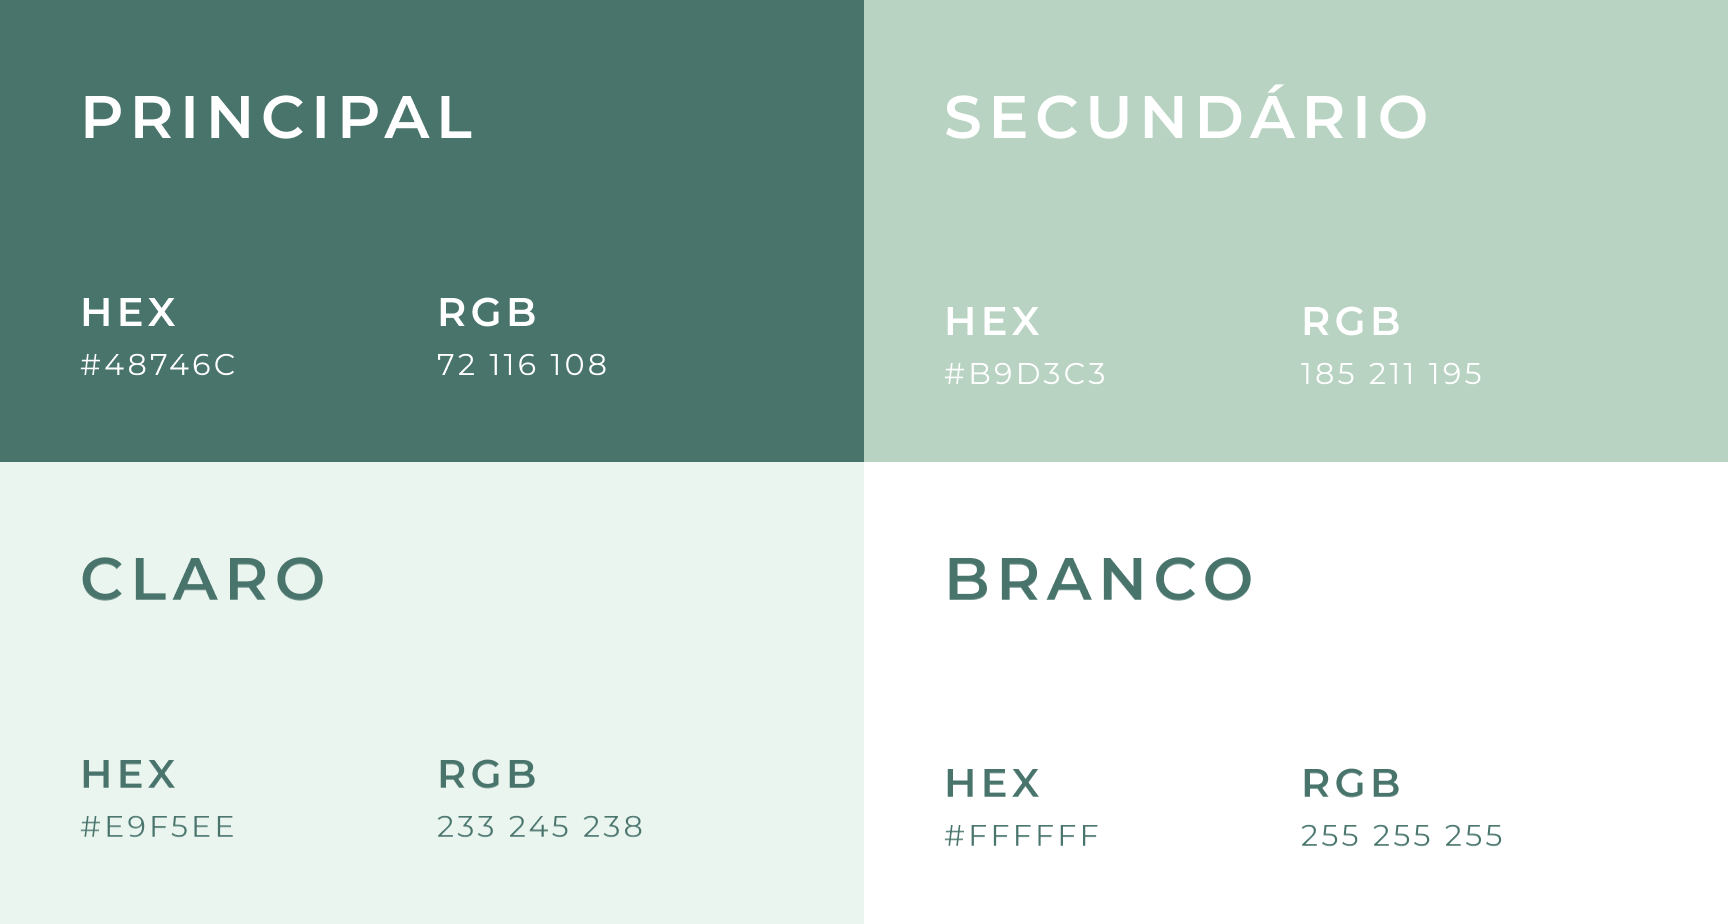 PRINCIPAL
HEX
RGB
#48746C
72 116 108
SECUNDÁRIO
HEX
RGB
#B9D3C3
185 211 195
CLARO
HEX
RGB
#E9F5EE
233 245 238
BRANCO
HEX
RGB
#FFFFFF
255 255 255